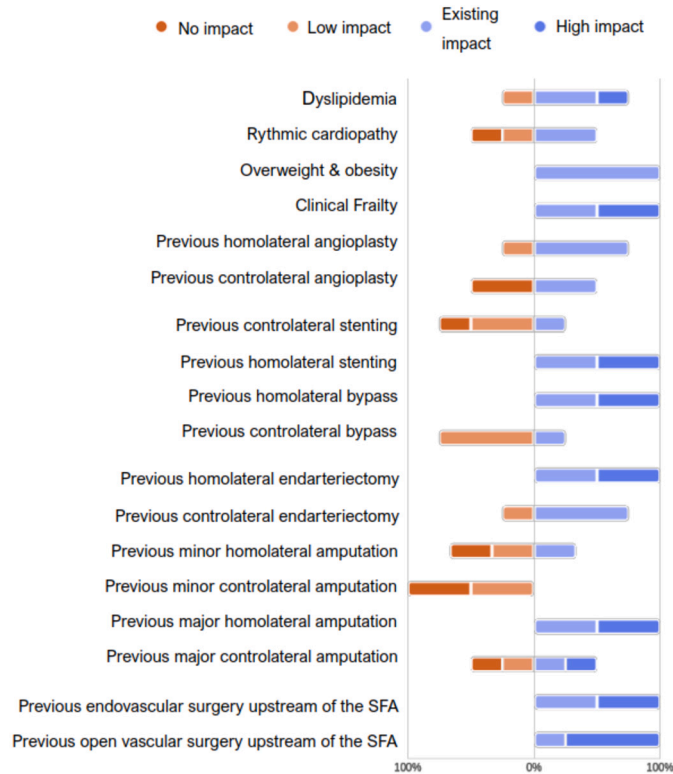 No impact
Low impact
Existing
impact
High impact
Dyslipidemia
Rythmic cardiopathy
Overweight & obesity
Clinical Frailty
Previous homolateral angioplasty
Previous controlateral angioplasty
Previous controlateral stenting
Previous homolateral stenting
Previous homolateral bypass
Previous controlateral bypass
Previous homolateral endarteriectomy
Previous controlateral endarteriectomy
Previous minor homolateral amputation
Previous minor controlateral amputation
Previous major homolateral amputation
Previous major controlateral amputation
Previous endovascular surgery upstream of the SFA
Previous open vascular surgery upstream of the SFA
100% 0% 100%